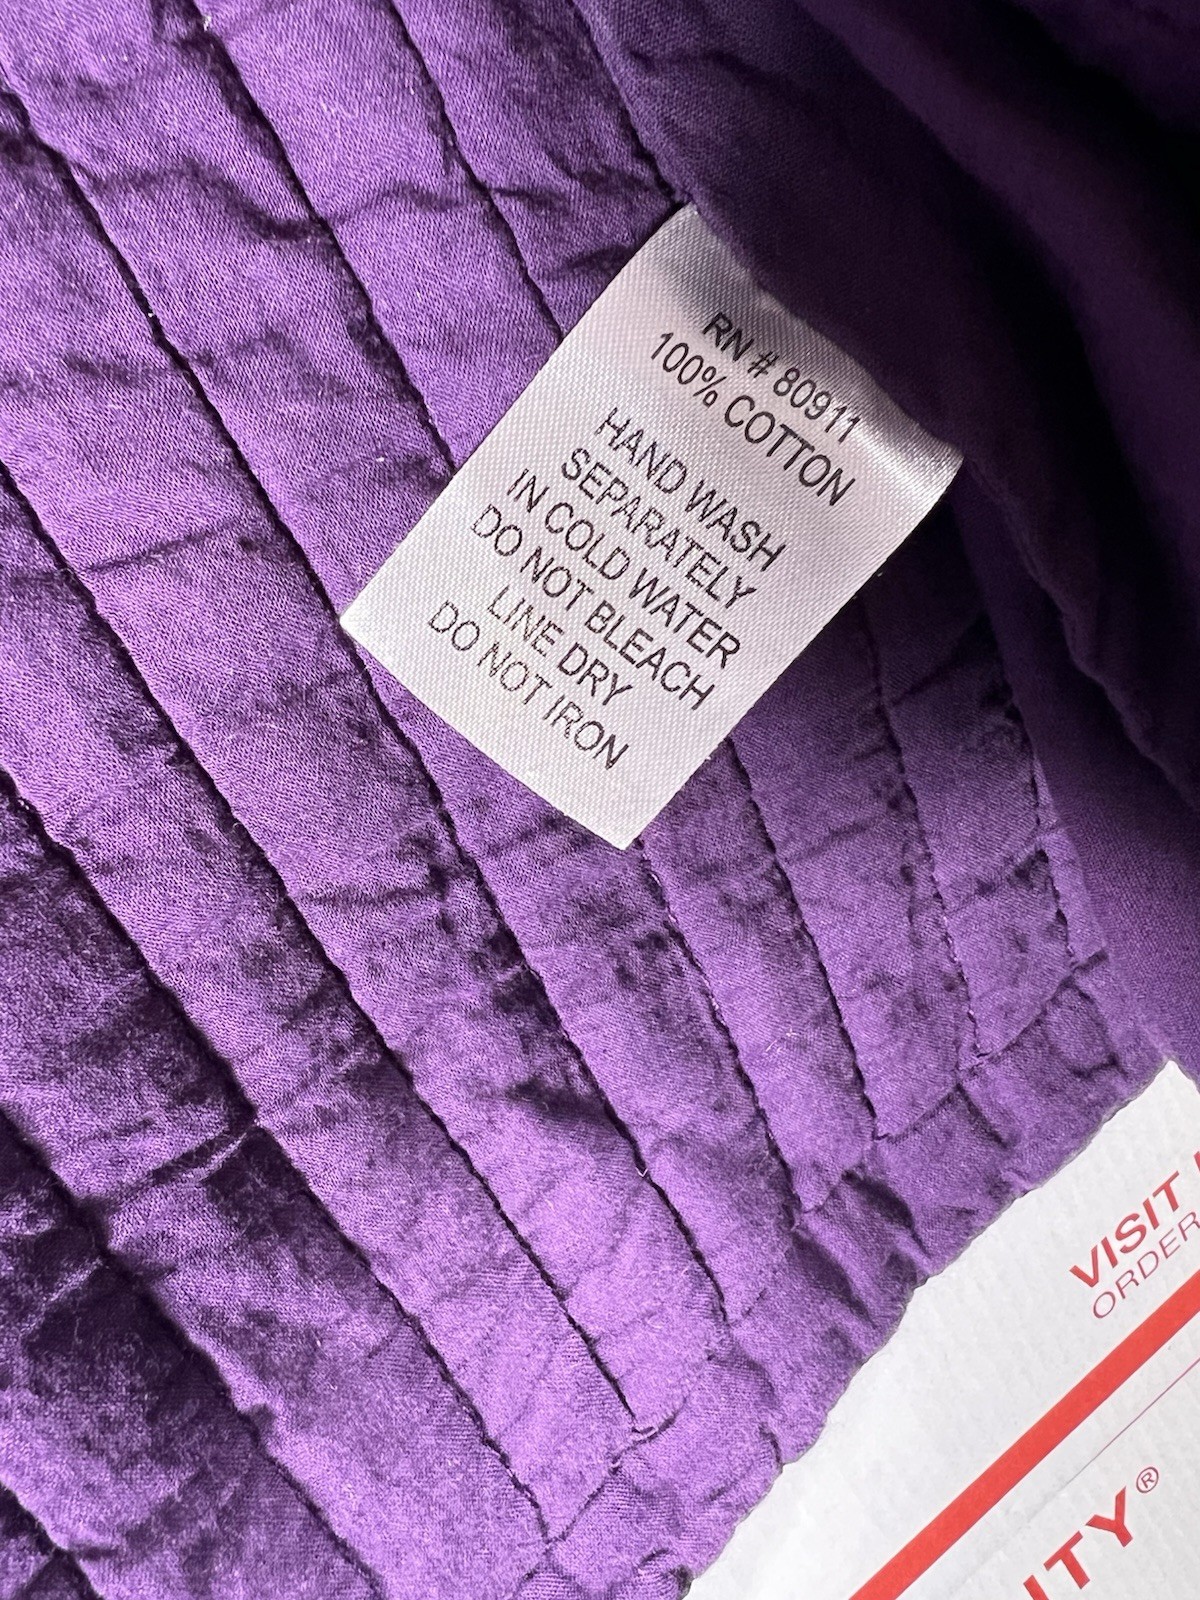 RN # 80911
100% COTTON
HAND WASH
SEPARATELY
IN COLD WATER
DO NOT BLEACH
LINE DRY
DO NOT IRON
VISIT
ORDER
ITY®